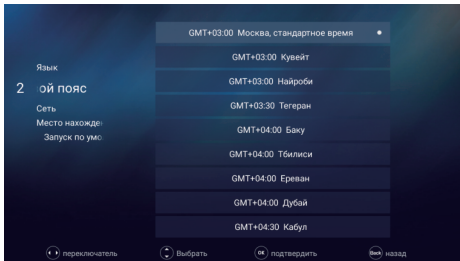 Язык
2 ой пояс
Сеть
Место нахожде
Запуск по умо
GMT+03:00 Москва, стандартное время
GMT+03:00 Кувейт
GMT+03:00 Найроби
GMT+03:30 Тегеран
GMT+04:00 Баку
GMT+04:00 Тбилиси
GMT+04:00 Ереван
GMT+04:00 Дубай
GMT+04:30 Кабул
переключатель
Выбрать
OK подтвердить
Back назад